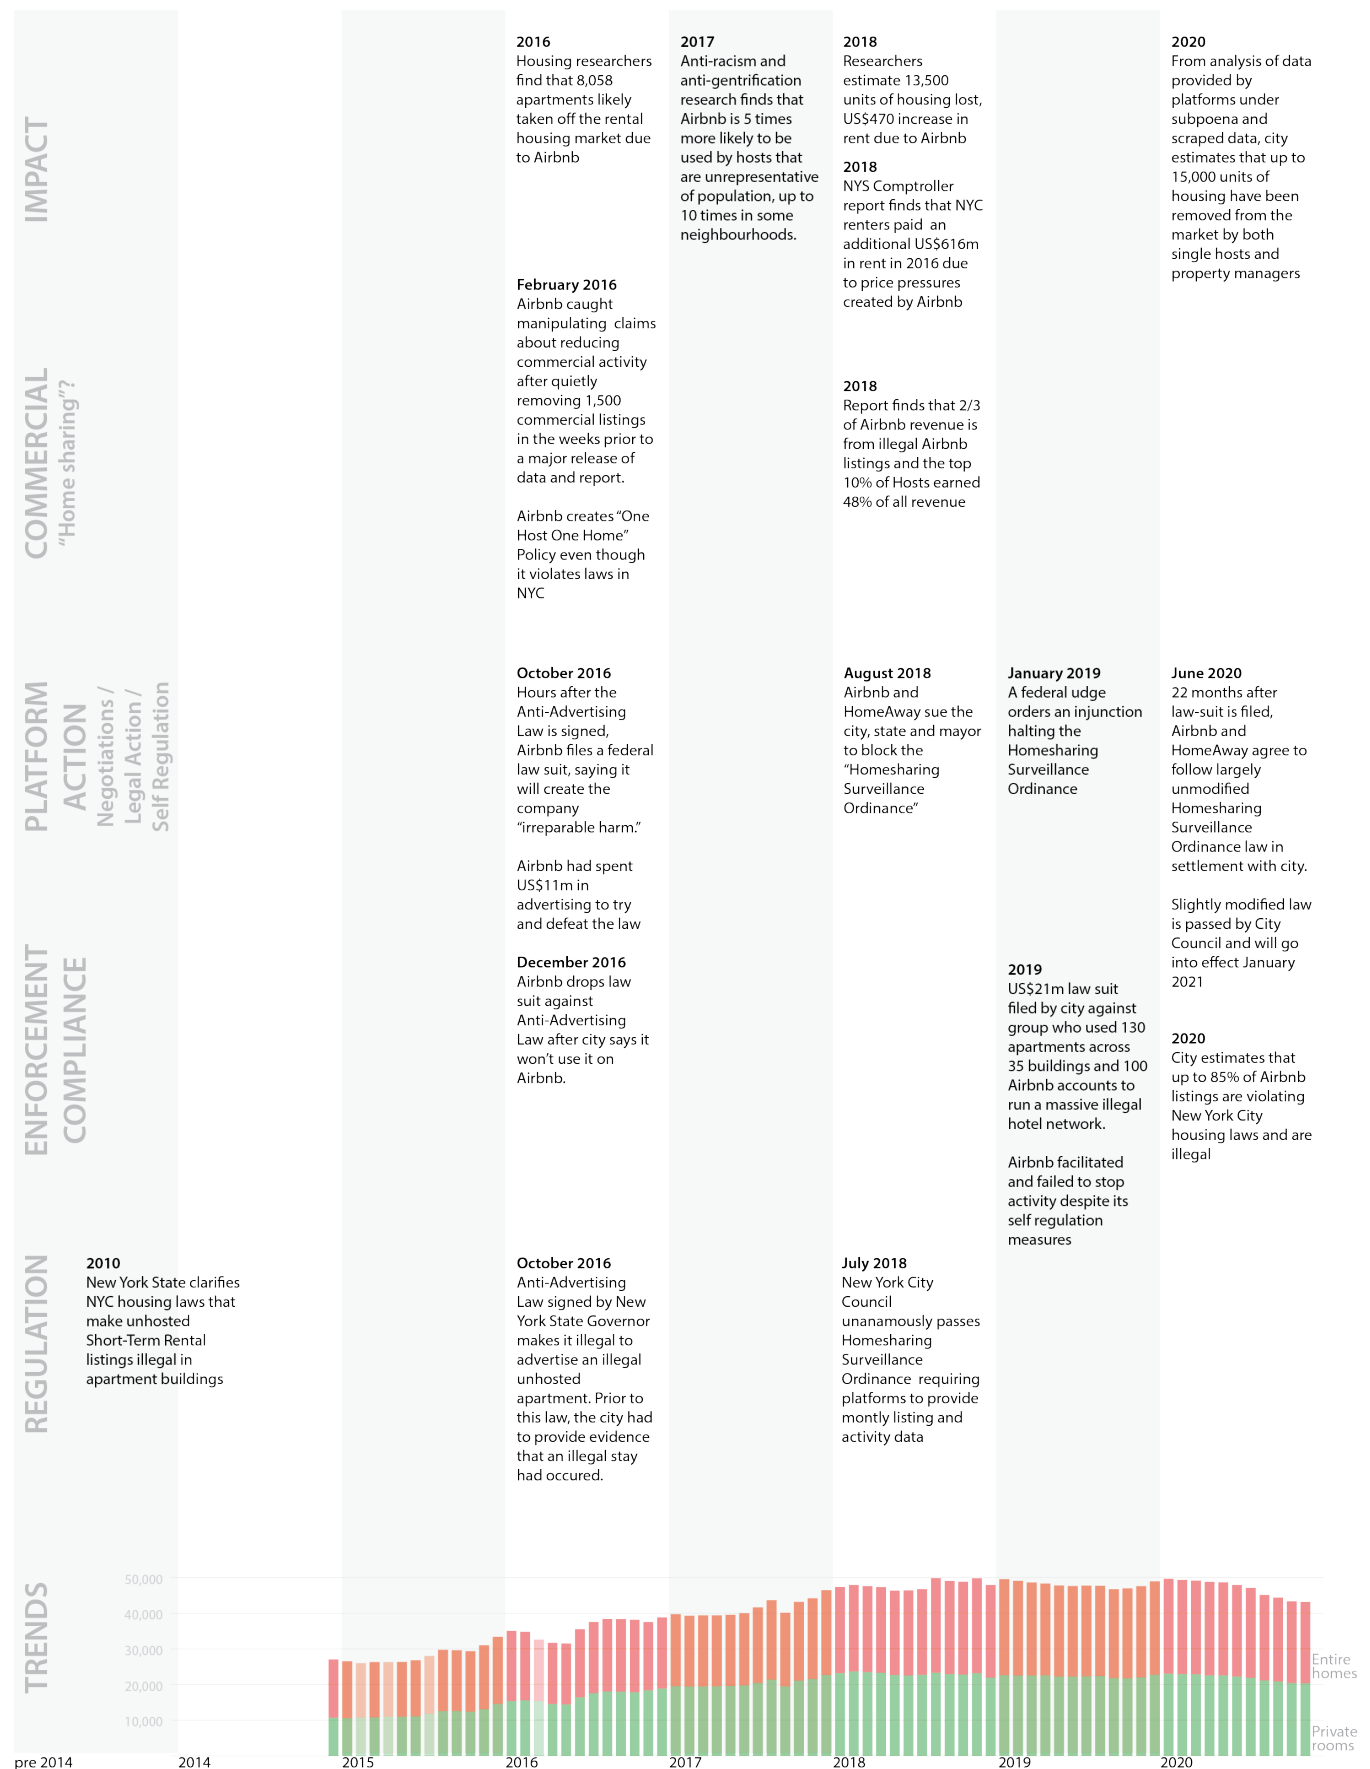 IMPACT
2016
Housing researchers
find that 8,058
apartments likely
taken off the rental
housing market due
to Airbnb
2017
Anti-racism and
anti-gentrification
research finds that
Airbnb is 5 times
more likely to be
used by hosts that
are unrepresentative
of population, up to
10 times in some
neighbourhoods.
2018
Researchers
estimate 13,500
units of housing lost,
US$470 increase in
rent due to Airbnb
2018
NYS Comptroller
report finds that NYC
renters paid an
additional US$616m
in rent in 2016 due
to price pressures
created by Airbnb
2020
From analysis of data
provided by
platforms under
subpoena and
scraped data, city
estimates that up to
15,000 units of
housing have been
removed from the
market by both
single hosts and
property managers
COMMERCIAL
"Home sharing"?
February 2016
Airbnb caught
manipulating claims
about reducing
commercial activity
after quietly
removing 1,500
commercial listings
in the weeks prior to
a major release of
data and report.
Airbnb creates "One
Host One Home"
Policy even though
it violates laws in
NYC
2018
Report finds that 2/3
of Airbnb revenue is
from illegal Airbnb
listings and the top
10% of Hosts earned
48% of all revenue
PLATFORM
ACTION
Negotiations /
Legal Action /
Self Regulation
October 2016
Hours after the
Anti-Advertising
Law is signed,
Airbnb files a federal
law suit, saying it
will create the
company
"irreparable harm."
Airbnb had spent
US$11m in
advertising to try
and defeat the law
August 2018
Airbnb and
HomeAway sue the
city, state and mayor
to block the
"Homesharing
Surveillance
Ordinance"
January 2019
A federal udge
orders an injunction
halting the
Homesharing
Surveillance
Ordinance
June 2020
22 months after
law-suit is filed,
Airbnb and
HomeAway agree to
follow largely
unmodified
Homesharing
Surveillance
Ordinance law in
settlement with city.
Slightly modified law
is passed by City
Council and will go
into effect January
2021
ENFORCEMENT
COMPLIANCE
December 2016
Airbnb drops law
suit against
Anti-Advertising
Law after city says it
won't use it on
Airbnb.
2019
US$21m law suit
filed by city against
group who used 130
apartments across
35 buildings and 100
Airbnb accounts to
run a massive illegal
hotel network.
Airbnb facilitated
and failed to stop
activity despite its
self regulation
measures
2020
City estimates that
up to 85% of Airbnb
listings are violating
New York City
housing laws and are
illegal
REGULATION
2010
New York State clarifies
NYC housing laws that
make unhosted
Short-Term Rental
listings illegal in
apartment buildings
October 2016
Anti-Advertising
Law signed by New
York State Governor
makes it illegal to
advertise an illegal
unhosted
apartment. Prior to
this law, the city had
to provide evidence
that an illegal stay
had occured.
July 2018
New York City
Council
unanamously passes
Homesharing
Surveillance
Ordinance requiring
platforms to provide
montly listing and
activity data
TRENDS
50,000
40,000
30,000
20,000
10,000
Entire
homes
Private
rooms
pre 2014
2014
2015
2016
2017
2018
2019
2020